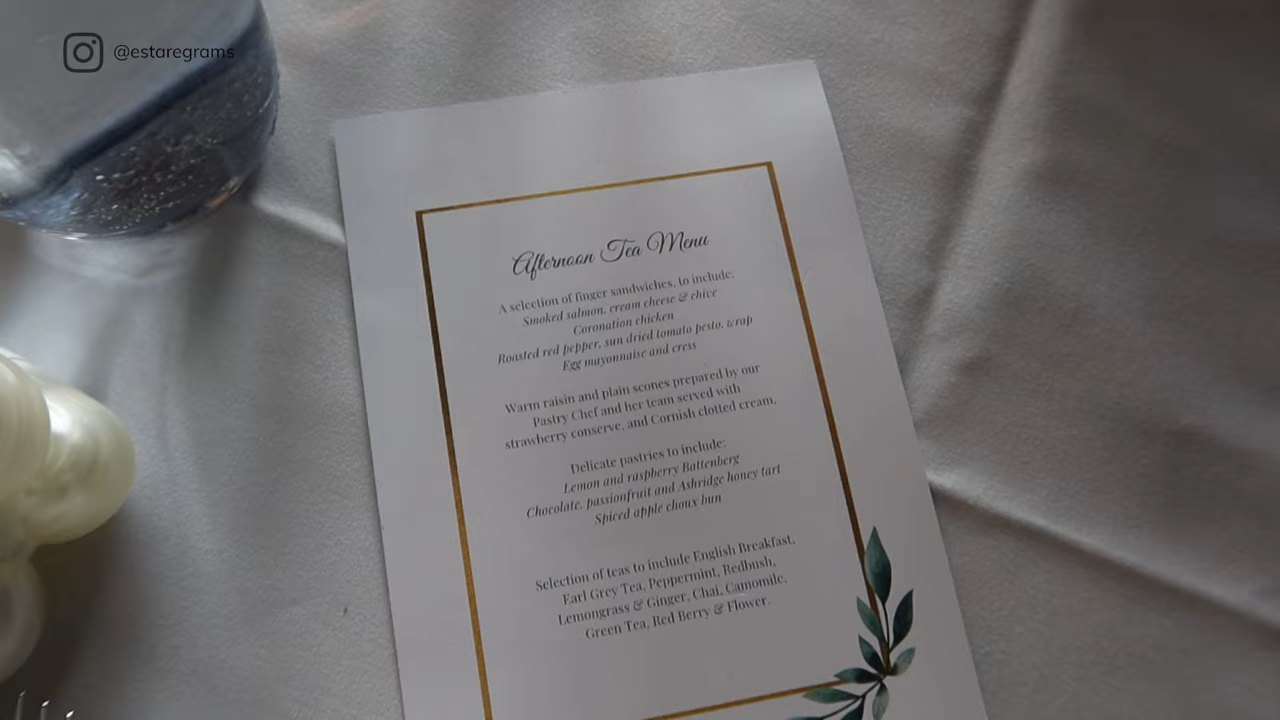 @estaregrams
Afternoon Tea Menu
A selection of finger sandwiches, to include:
Smoked salmon, cream cheese & chive
Coronation chicken
Roasted red pepper, sun dried tomato pesto, wrap
Egg mayonnaise and cress
Warm raisin and plain scones prepared by our
Pastry Chef and her team served with
strawberry conserve, and Cornish clotted cream,
Delicate pastries to include:
Lemon and raspberry Battenberg
Chocolate, passionfruit and Ashridge honey tart
Spiced apple choux bun
Selection of teas to include English Breakfast,
Earl Grey Tea, Peppermint, Redbush,
Lemongrass & Ginger, Chai, Camomile,
Green Tea, Red Berry & Flower.